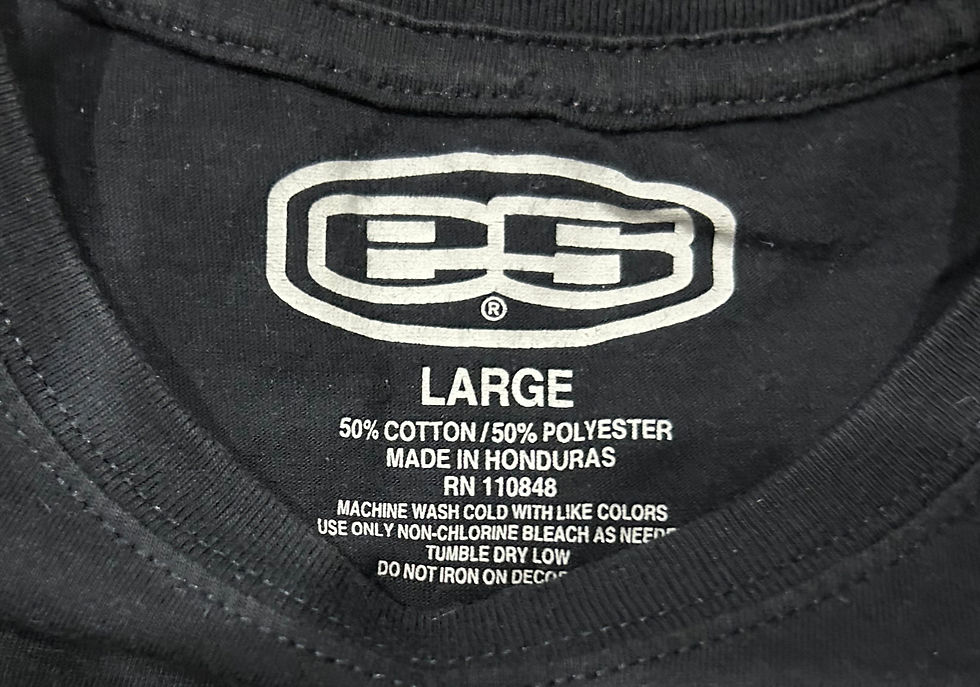 es
®
LARGE
50% COTTON / 50% POLYESTER
MADE IN HONDURAS
RN 110848
MACHINE WASH COLD WITH LIKE COLORS
USE ONLY NON-CHLORINE BLEACH AS
TUMBLE DRY LOW
DO NOT IRON ON